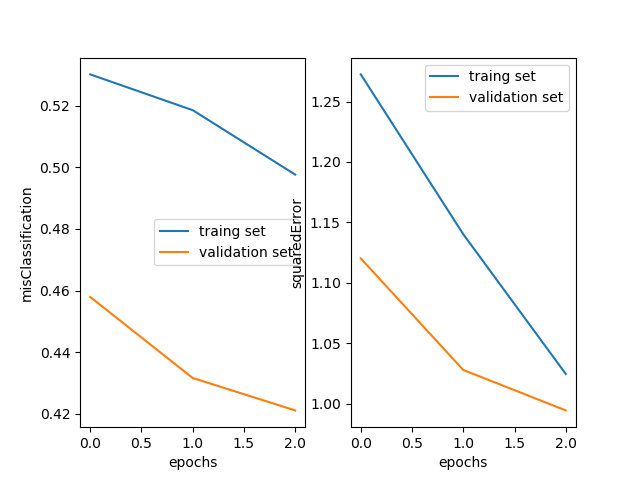 misClassification
0.52
0.50
0.48
0.46
0.44
0.42
0.0 0.5 1.0 1.5 2.0
epochs
traing set
validation set
squaredError
1.25
1.20
1.15
1.10
1.05
1.00
0.0 0.5 1.0 1.5 2.0
epochs
traing set
validation set